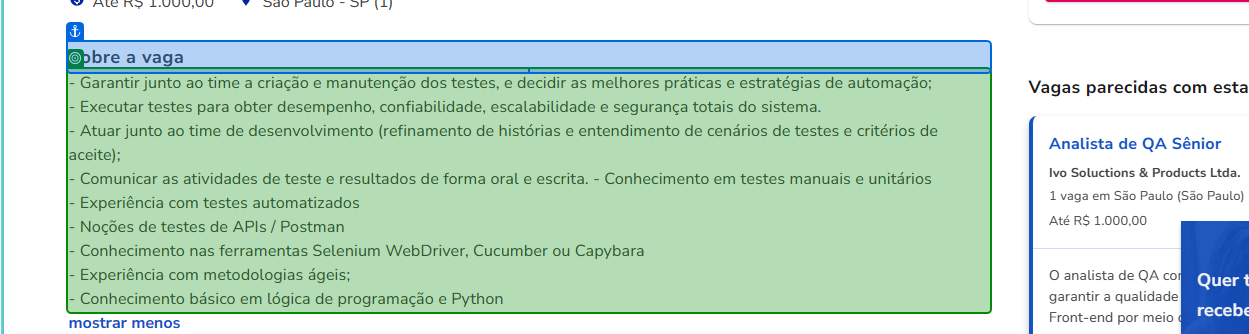 Até R$ 1.000,00 São Paulo - SP (1)
obre a vaga
- Garantir junto ao time a criação e manutenção dos testes, e decidir as melhores práticas e estratégias de automação;
- Executar testes para obter desempenho, confiabilidade, escalabilidade e segurança totais do sistema.
- Atuar junto ao time de desenvolvimento (refinamento de histórias e entendimento de cenários de testes e critérios de
aceite);
- Comunicar as atividades de teste e resultados de forma oral e escrita. - Conhecimento em testes manuais e unitários
- Experiência com testes automatizados
- Noções de testes de APIs / Postman
- Conhecimento nas ferramentas Selenium WebDriver, Cucumber ou Capybara
- Experiência com metodologias ágeis;
- Conhecimento básico em lógica de programação e Python
mostrar menos
Vagas parecidas com esta
Analista de QA Sênior
Ivo Soluctions & Products Ltda.
1 vaga em São Paulo (São Paulo)
Até R$ 1.000,00
O analista de QA
garantir a qualidade
Front-end por meio
Quer
recebe